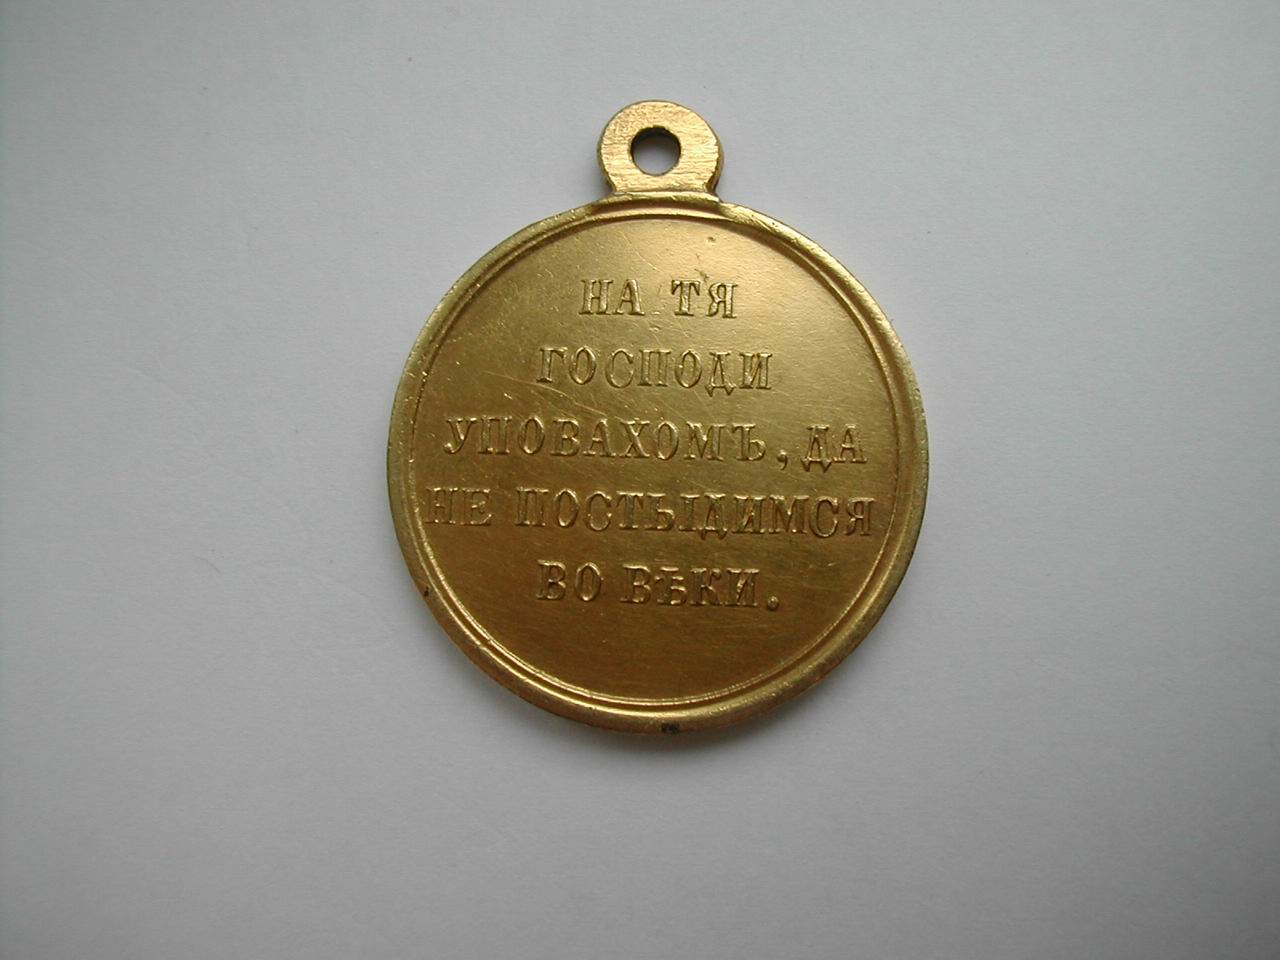 НА ТЯ
ГОСПОДИ
УПОВАХОМЪ, ДА
НЕ ПОСТЫДИМСЯ
ВО ВѢКИ.